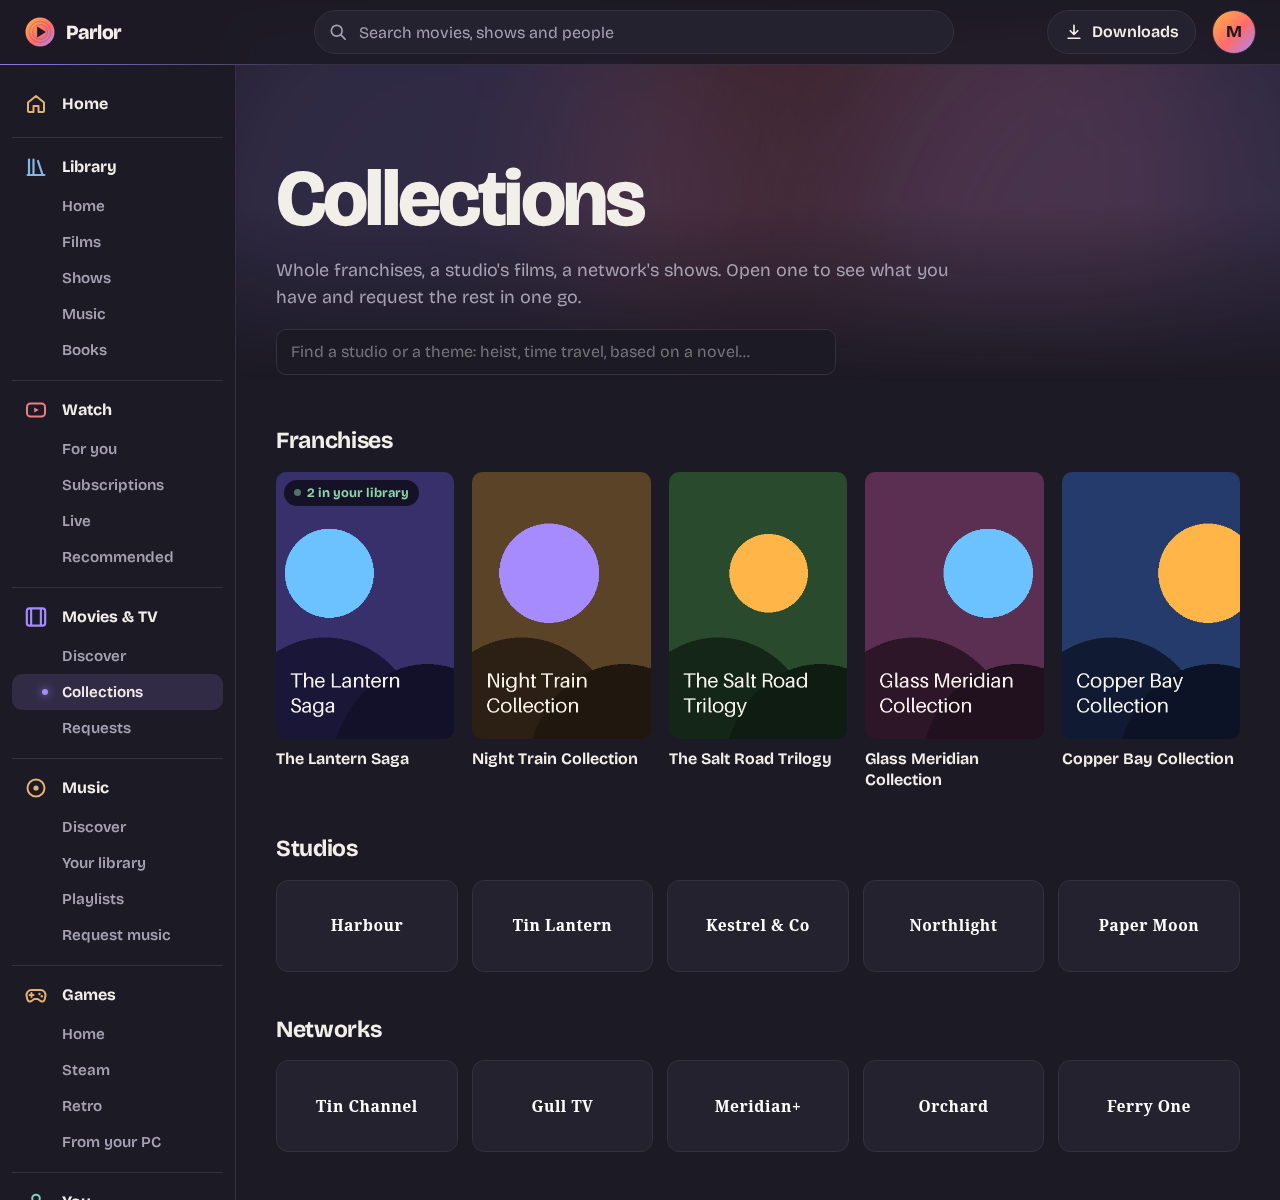 Parlor
Search movies, shows and people
Downloads
M
Home
Library
Home
Films
Shows
Music
Books
Watch
For you
Subscriptions
Live
Recommended
Movies & TV
Discover
Collections
Requests
Music
Discover
Your library
Playlists
Request music
Games
Home
Steam
Retro
From your PC
You
Collections
Whole franchises, a studio's films, a network's shows. Open one to see what you
have and request the rest in one go.
Find a studio or a theme: heist, time travel, based on a novel...
Franchises
2 in your library
The Lantern
Saga
The Lantern Saga
Night Train
Collection
Night Train Collection
The Salt Road
Trilogy
The Salt Road Trilogy
Glass Meridian
Collection
Glass Meridian
Collection
Copper Bay
Collection
Copper Bay Collection
Studios
Harbour
Tin Lantern
Kestrel & Co
Northlight
Paper Moon
Networks
Tin Channel
Gull TV
Meridian+
Orchard
Ferry One